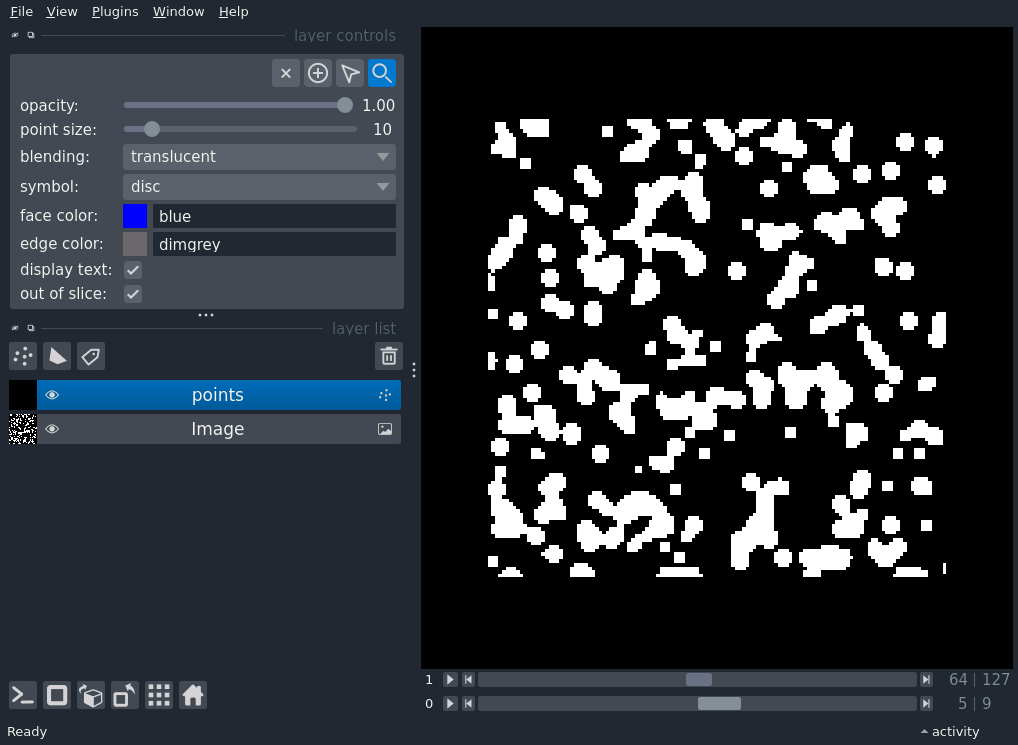 File View Plugins Window Help
layer controls
opacity: 1.00
point size: 10
blending: translucent
symbol: disc
face color: blue
edge color: dimgrey
display text:
out of slice:
layer list
points
Image
1 64 | 127
0 5 | 9
Ready activity